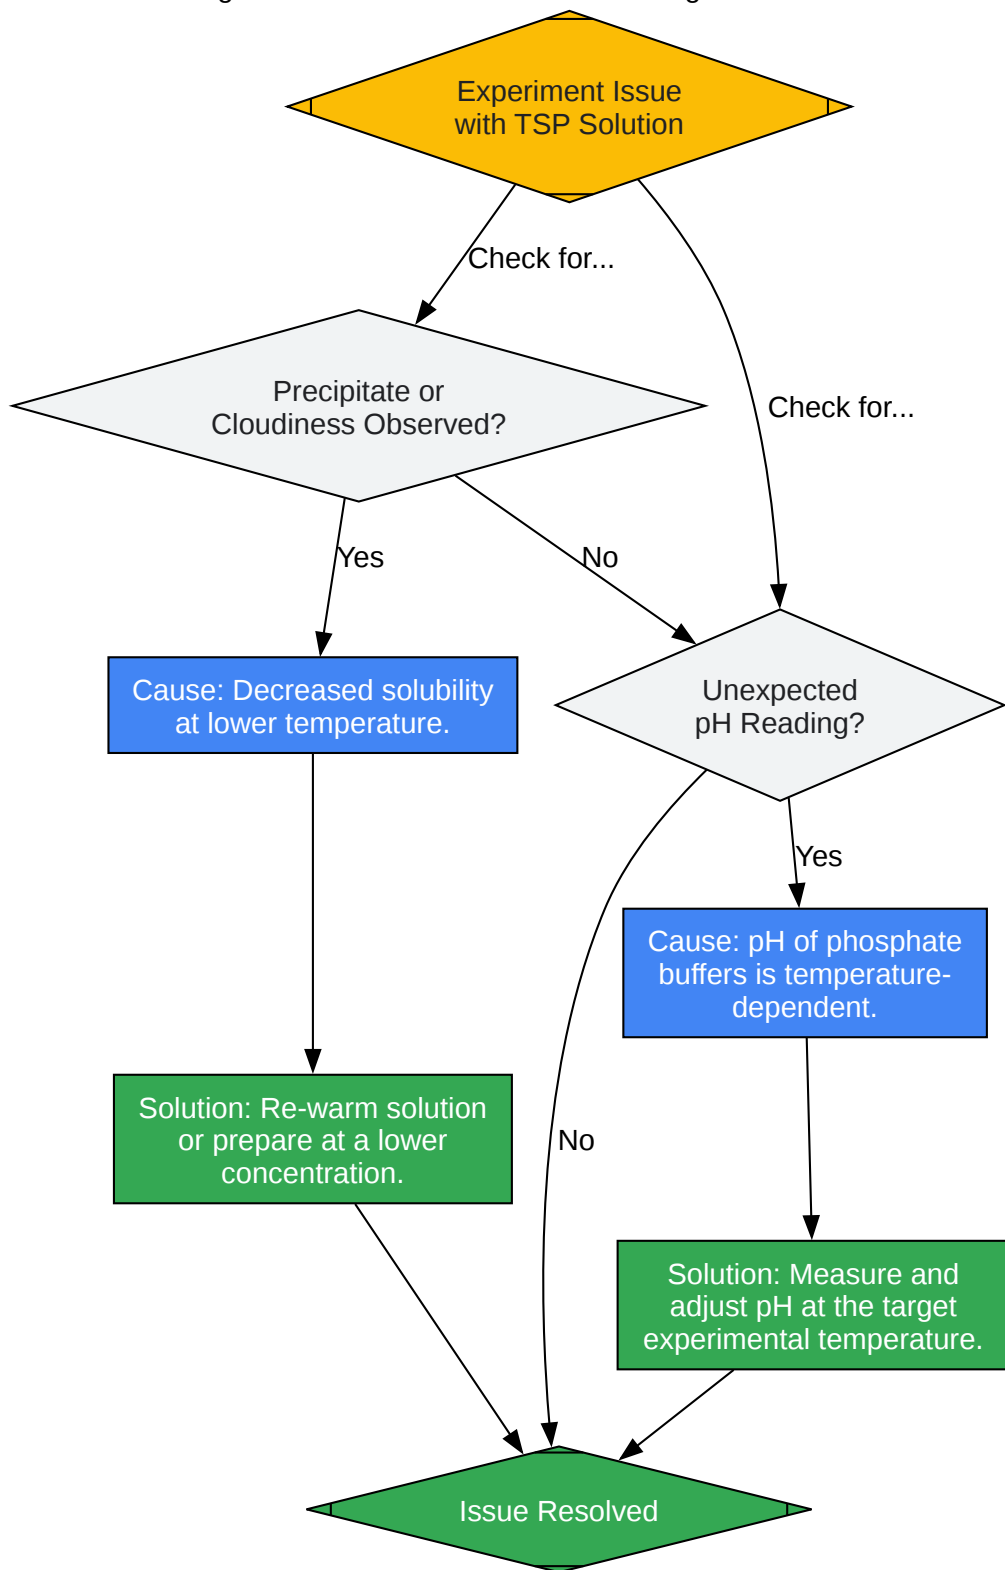 Experiment Issue
with TSP Solution
Check for...
Precipitate or
Cloudiness Observed?
Check for...
Yes
No
Cause: Decreased solubility
at lower temperature.
Unexpected
pH Reading?
Yes
Cause: pH of phosphate
buffers is temperature-
dependent.
Solution: Re-warm solution
or prepare at a lower
concentration.
No
Solution: Measure and
adjust pH at the target
experimental temperature.
Issue Resolved